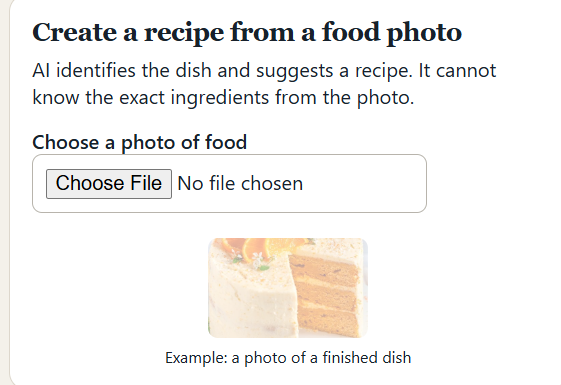 Create a recipe from a food photo
AI identifies the dish and suggests a recipe. It cannot
know the exact ingredients from the photo.
Choose a photo of food
Choose File No file chosen
Example: a photo of a finished dish